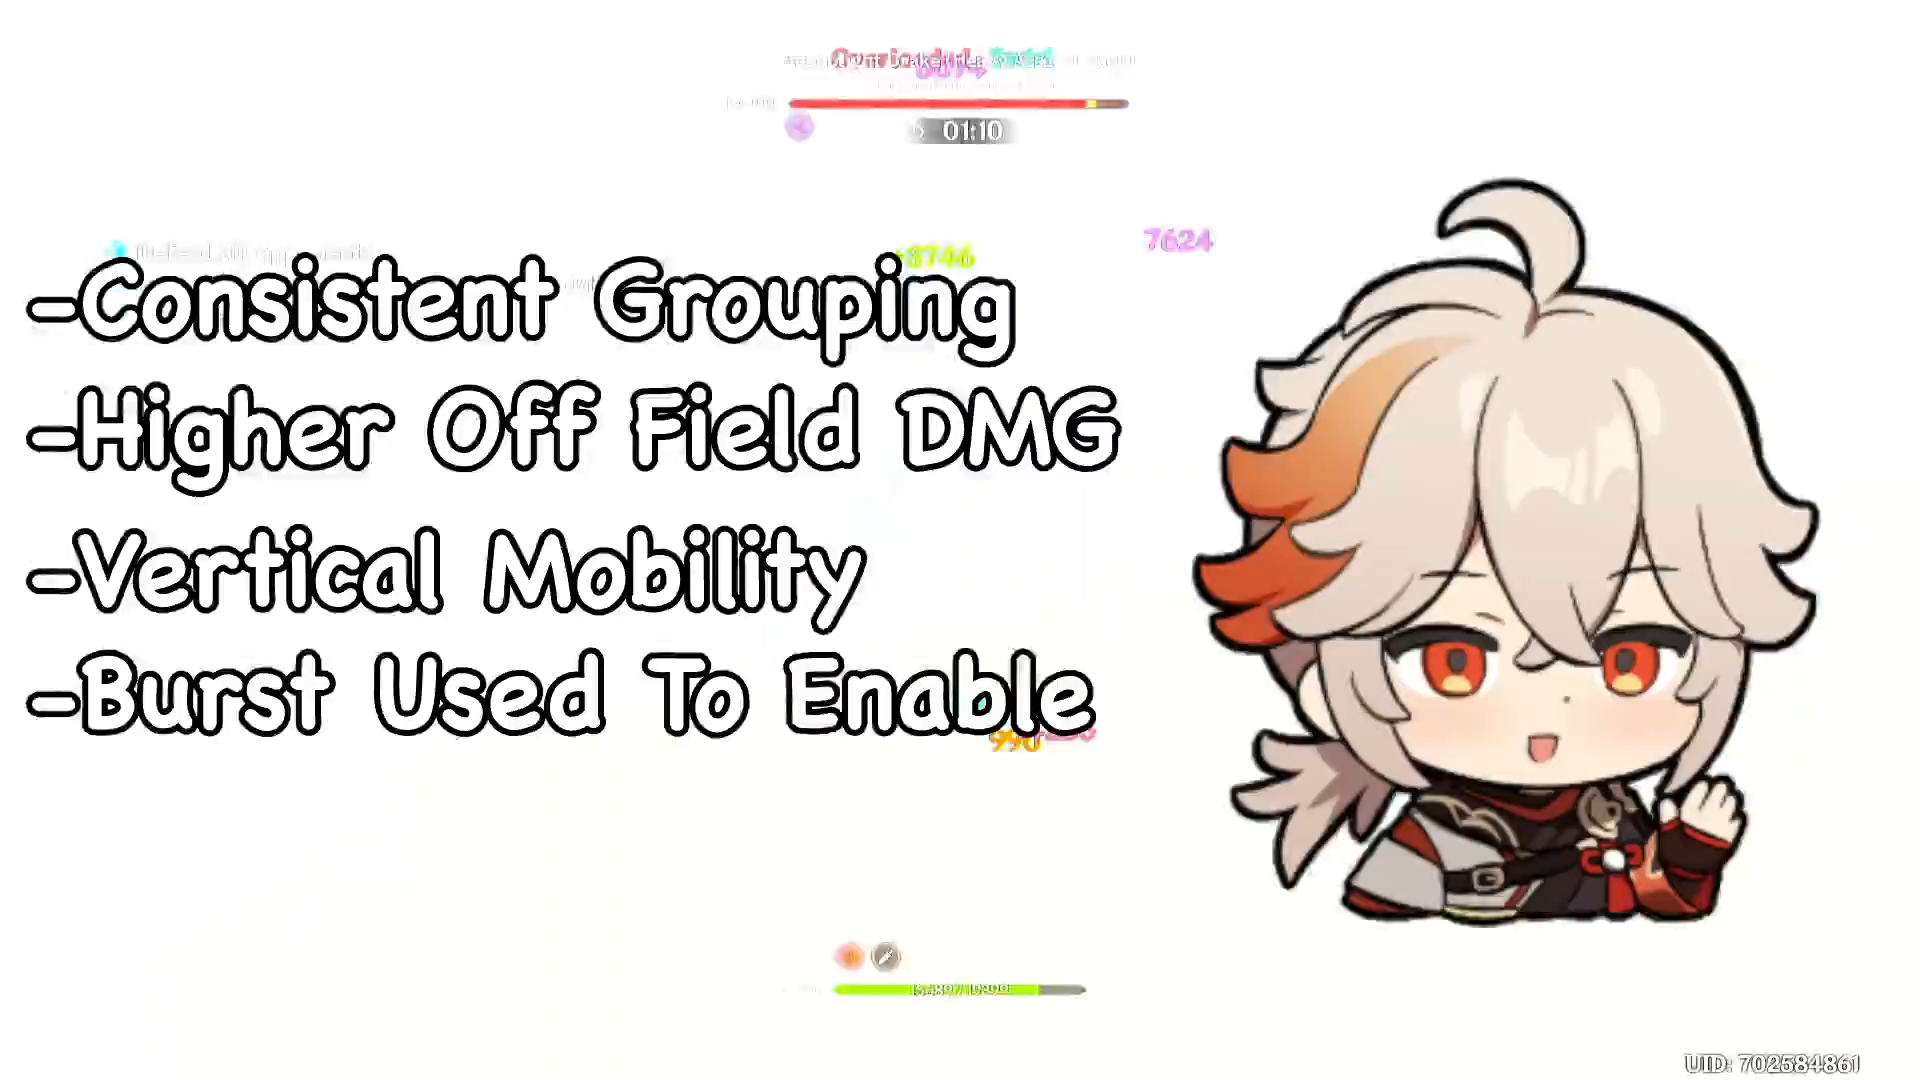 01:10
7624
-Consistent Grouping
-Higher Off Field DMG
-Vertical Mobility
-Burst Used To Enable
UID: 702584861